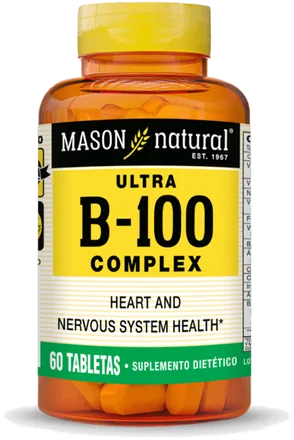 MASON natural®
EST. 1967
ULTRA
B-100
COMPLEX
HEART AND
NERVOUS SYSTEM HEALTH*
60 TABLETAS • SUPLEMENTO DIETÉTICO